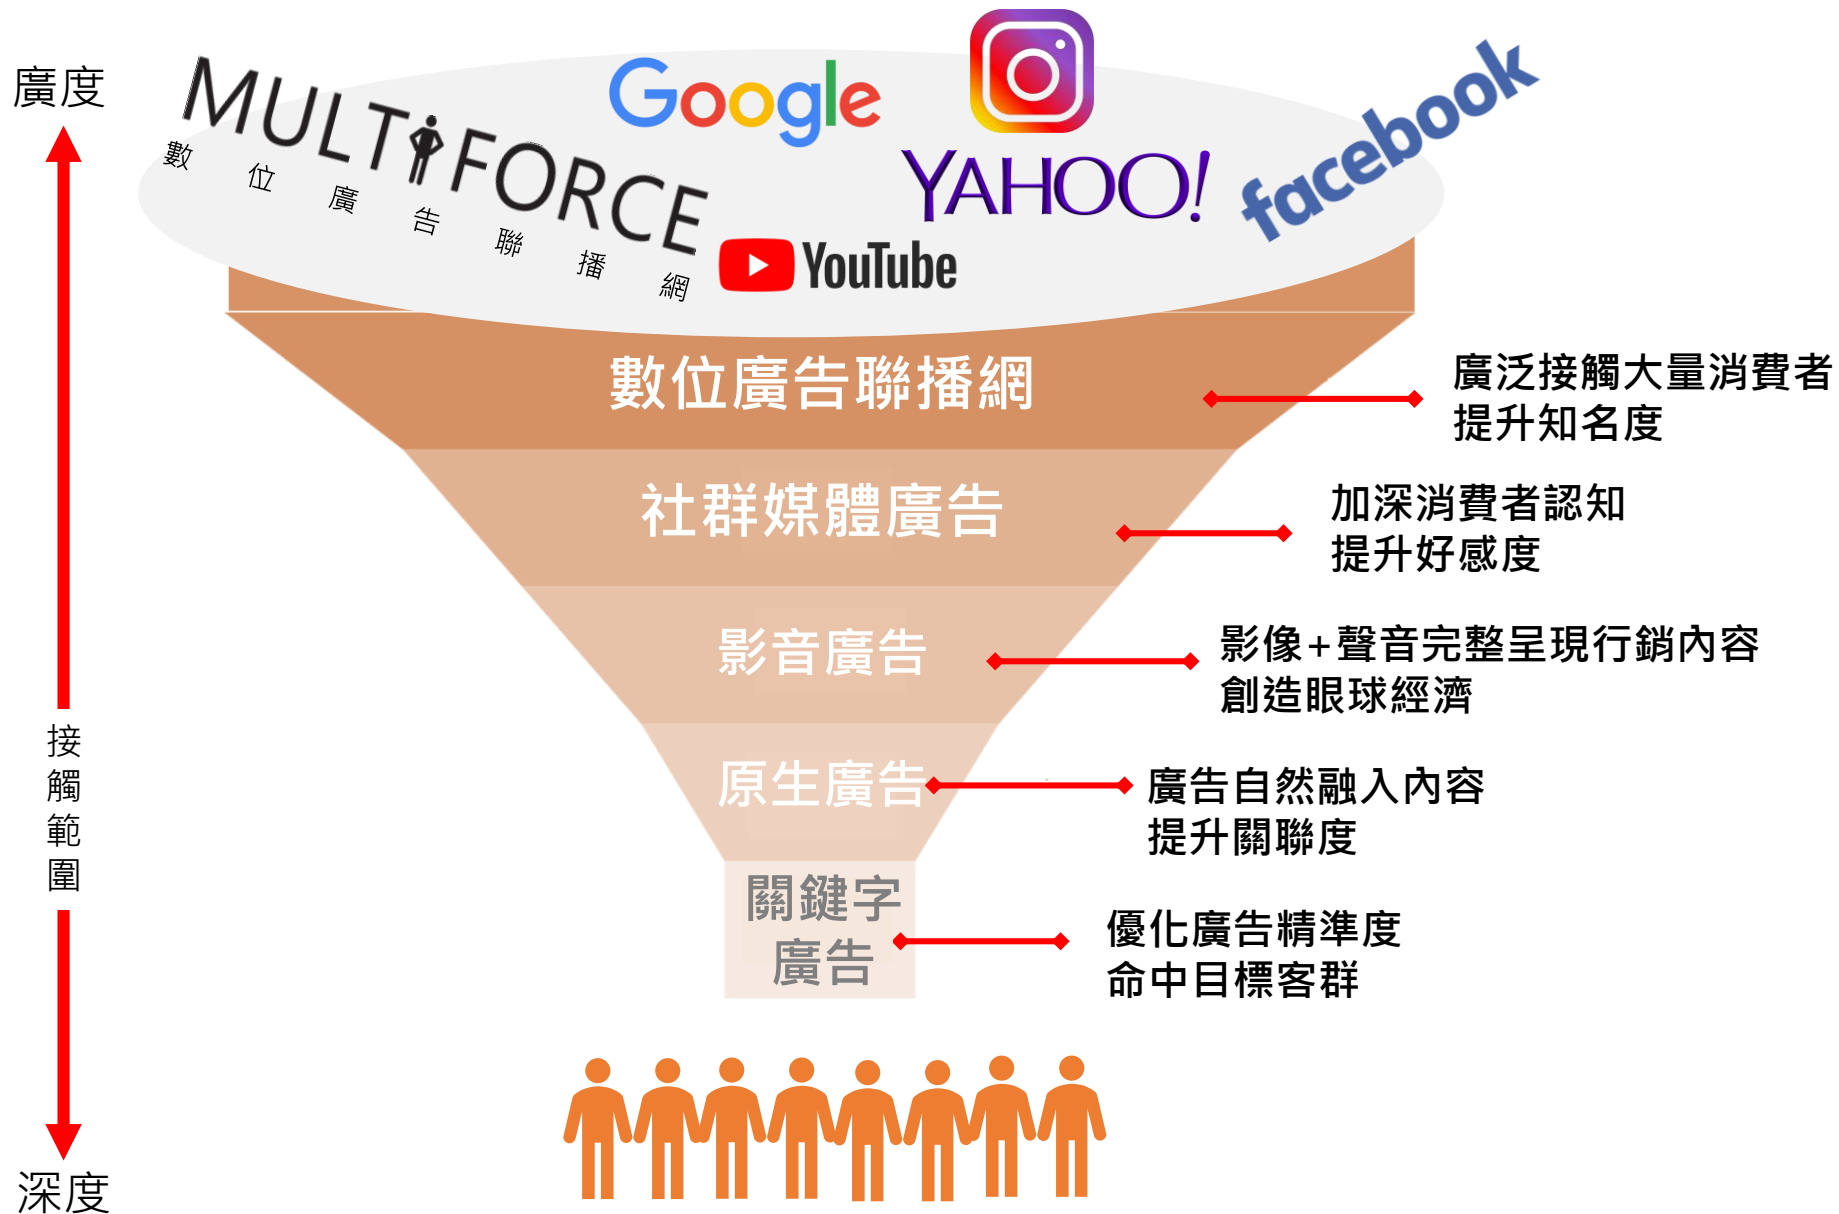 廣度
MULTIFORCE
數位廣告聯播網
Google
YAHOO!
facebook
YouTube
數位廣告聯播網
廣泛接觸大量消費者
提升知名度
社群媒體廣告
加深消費者認知
提升好感度
影音廣告
影像+聲音完整呈現行銷內容
創造眼球經濟
原生廣告
廣告自然融入內容
提升關聯度
關鍵字
廣告
優化廣告精準度
命中目標客群
接觸範圍
深度